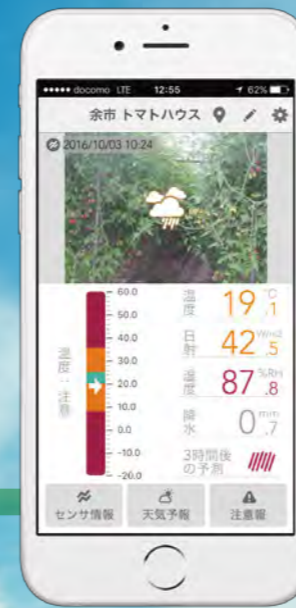 docomo LTE 12:55 62%
余市 トマトハウス
2016/10/03 10:24
60.0
50.0
40.0
30.0
20.0
10.0
0.0
-10.0
-20.0
温度：注意
温度 19.1 °C
日射 42.5 W/m2
湿度 87.8 %RH
降水 0.7 mm
3時間後の予測
センサ情報
天気予報
注意報